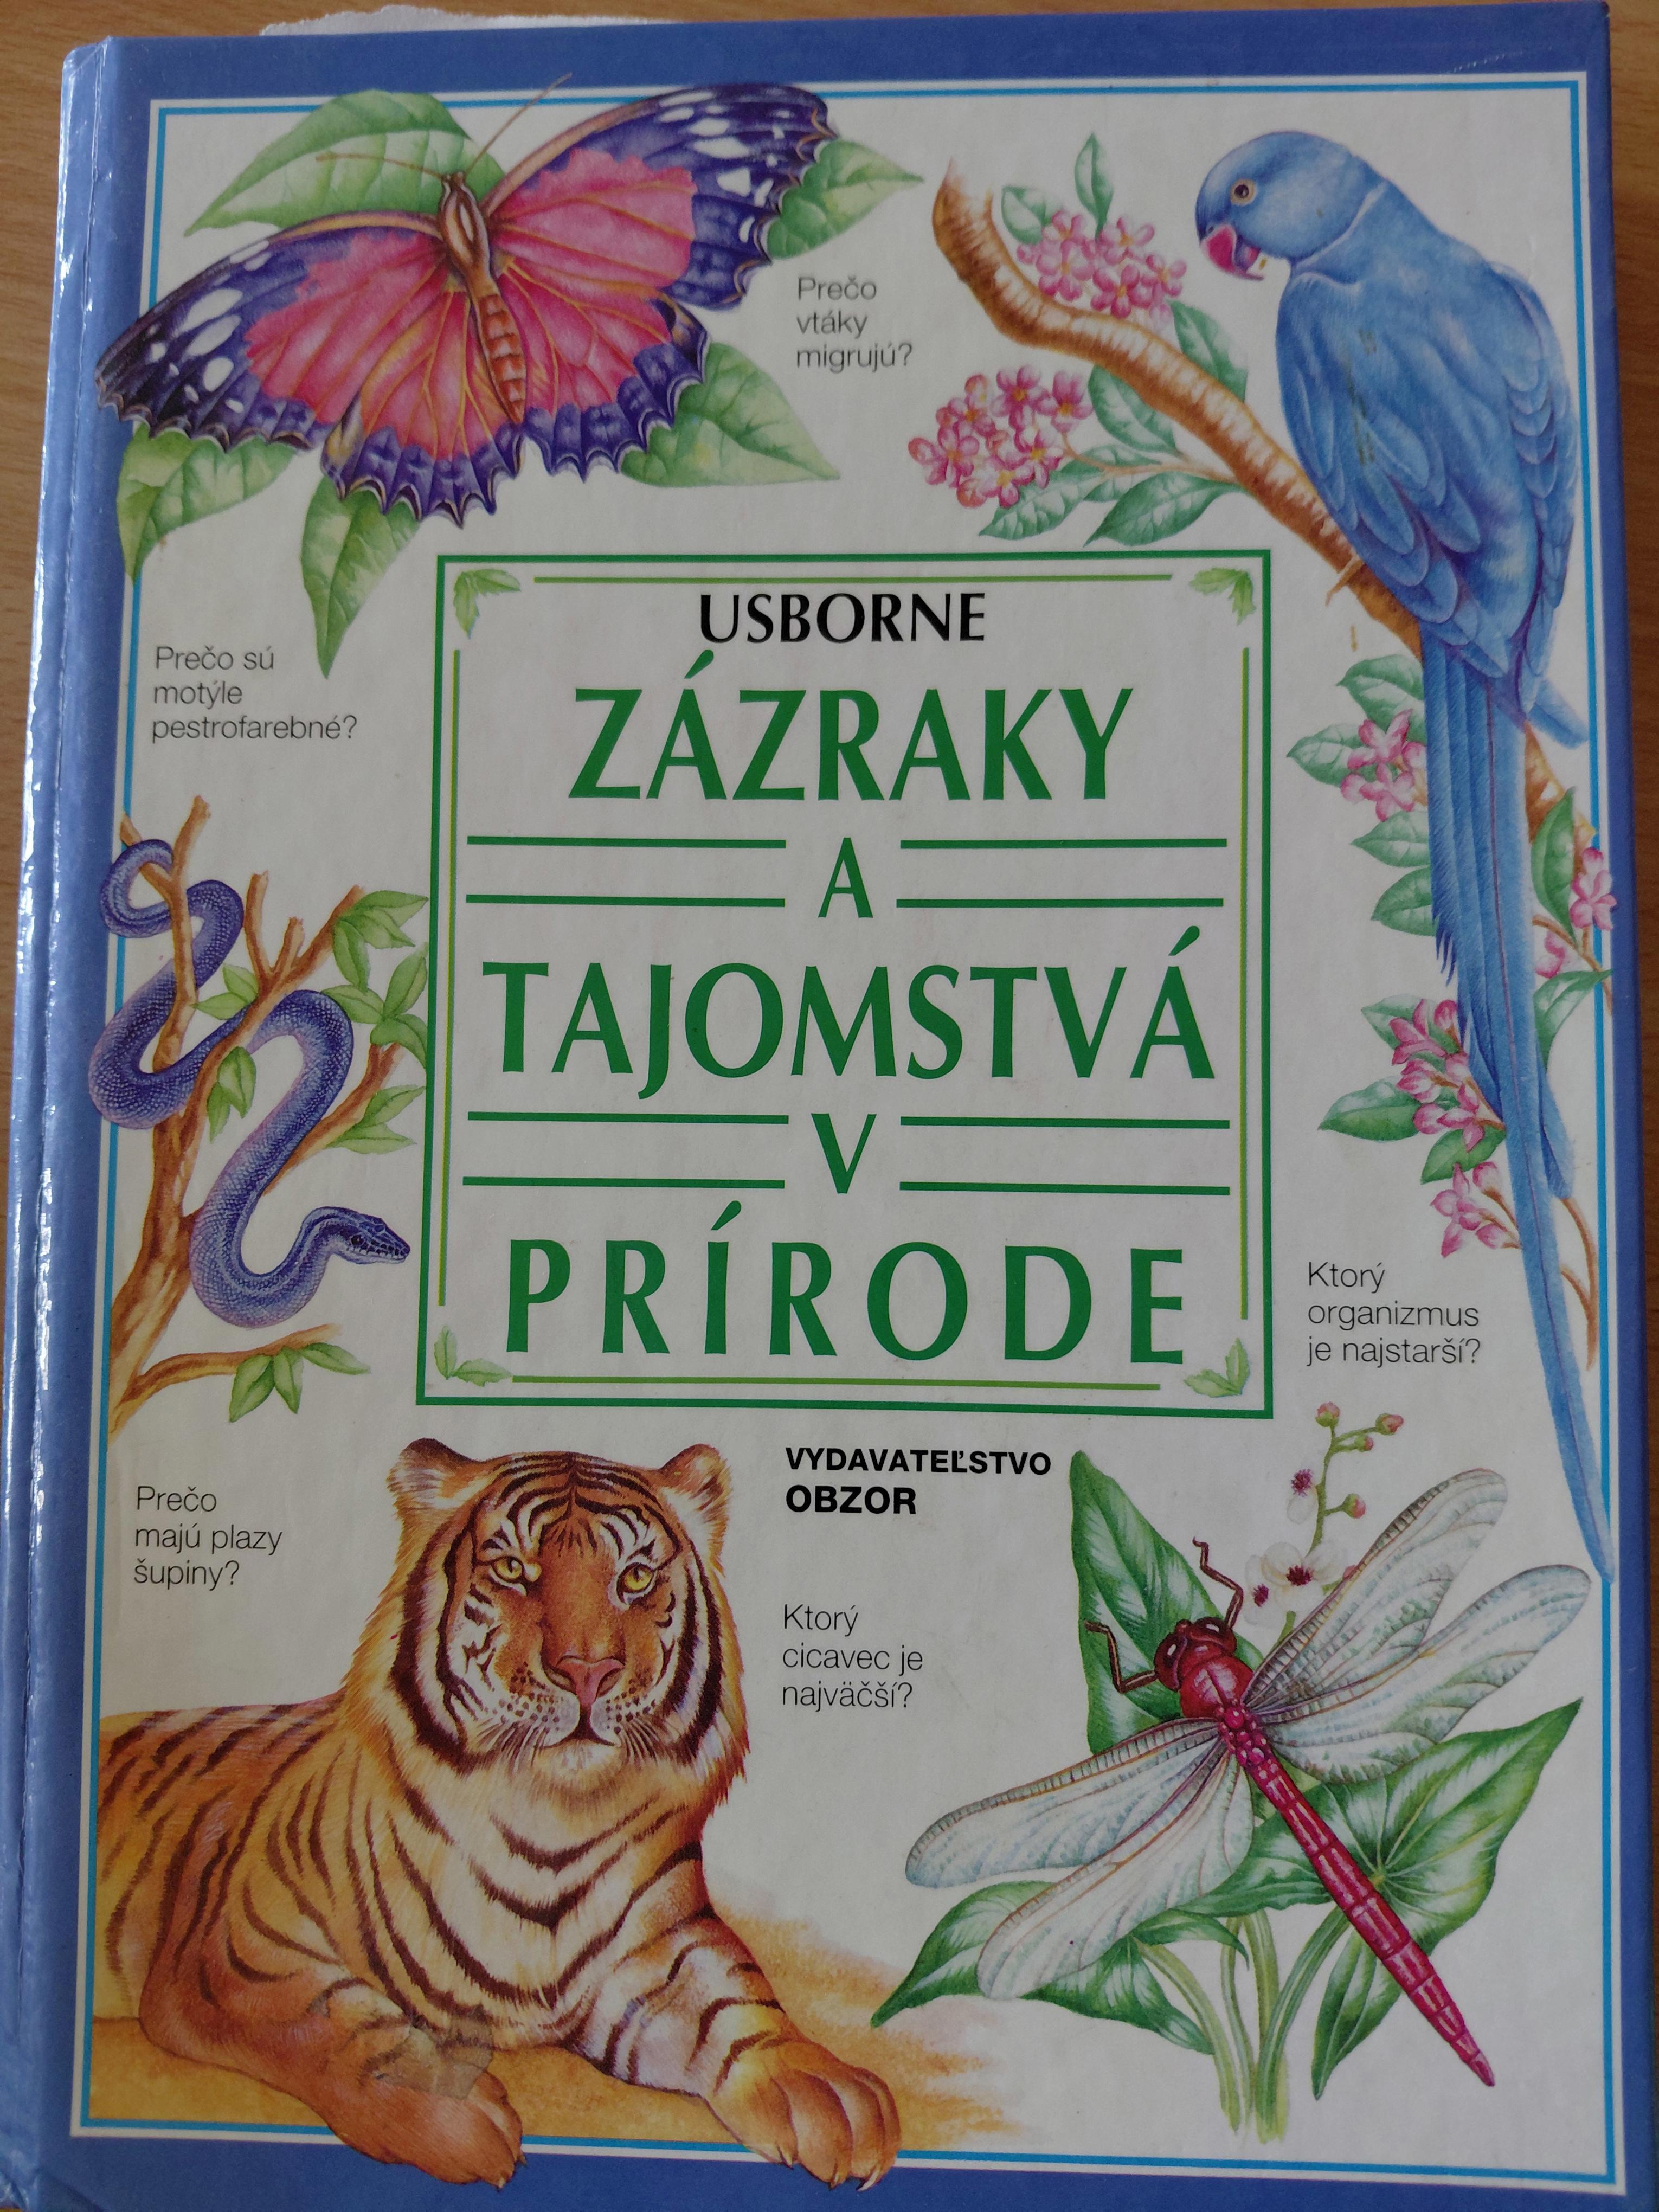 Prečo
vtáky
migrujú?
Prečo sú
motýle
pestrofarebné?
USBORNE
ZÁZRAKY
A
TAJOMSTVÁ
V
PRÍRODE
Ktorý
organizmus
je najstarší?
VYDAVATEĽSTVO
OBZOR
Prečo
majú plazy
šupiny?
Ktorý
cicavec je
najväčší?